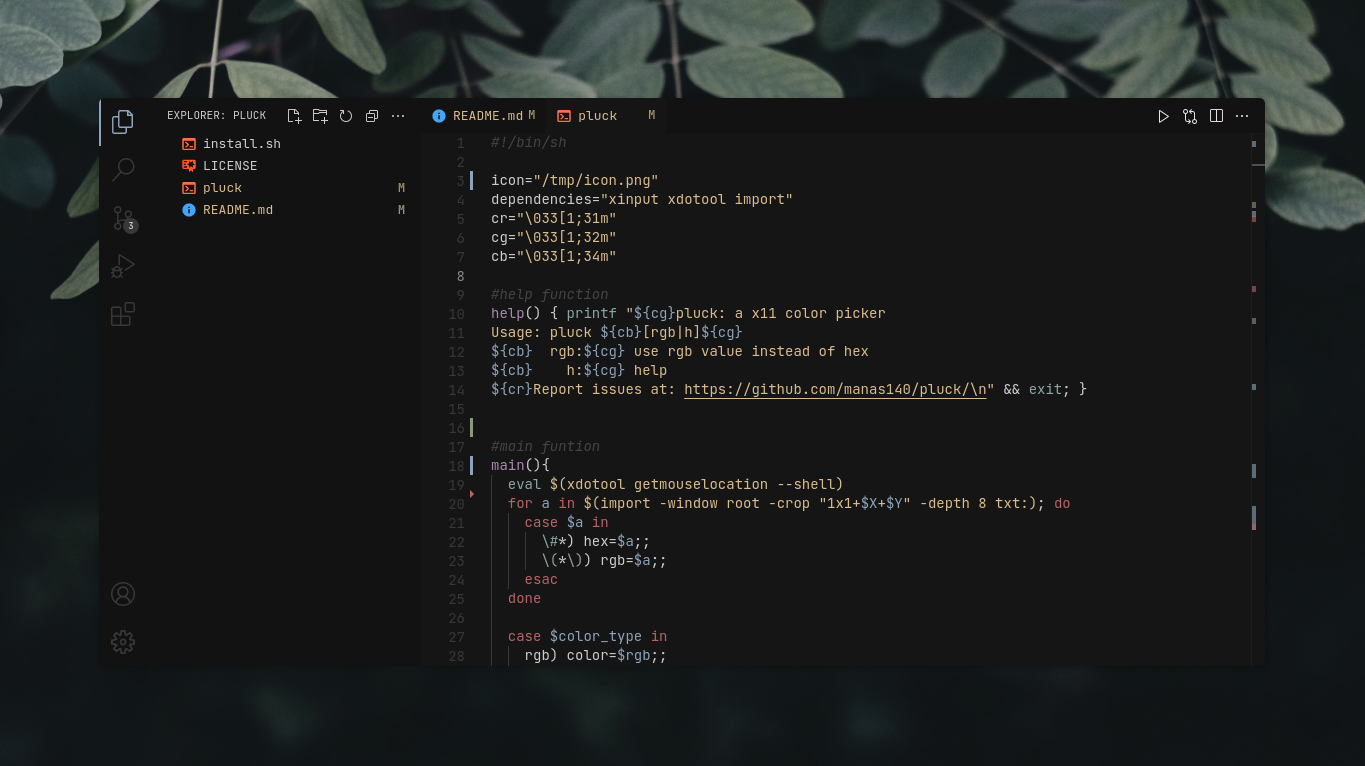 EXPLORER: PLUCK
install.sh
LICENSE
pluck M
README.md M
3
README.md M pluck M
1 #!/bin/sh
2
3 icon="/tmp/icon.png"
4 dependencies="xinput xdotool import"
5 cr="\033[1;31m"
6 cg="\033[1;32m"
7 cb="\033[1;34m"
8
9 #help function
10 help() { printf "${cg}pluck: a x11 color picker
11 Usage: pluck ${cb}[rgb|h]${cg}
12 ${cb}  rgb:${cg} use rgb value instead of hex
13 ${cb}    h:${cg} help
14 ${cr}Report issues at: https://github.com/manas140/pluck/\n" && exit; }
15
16
17 #main funtion
18 main(){
19   eval $(xdotool getmouselocation --shell)
20   for a in $(import -window root -crop "1x1+$X+$Y" -depth 8 txt:); do
21     case $a in
22       \#*) hex=$a;;
23       \(*\)) rgb=$a;;
24     esac
25   done
26
27   case $color_type in
28     rgb) color=$rgb;;